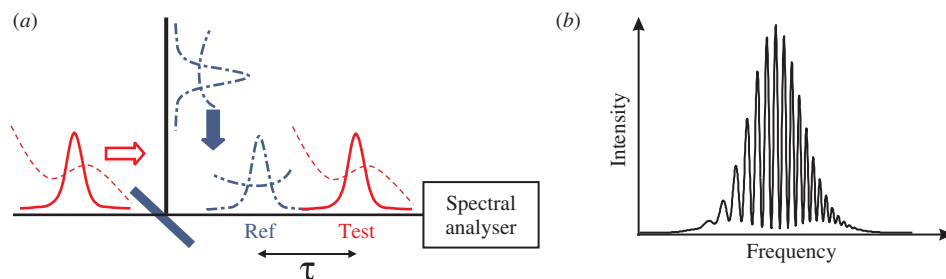 (a)
Ref
Test
τ
Spectral
analyser
(b)
Intensity
Frequency